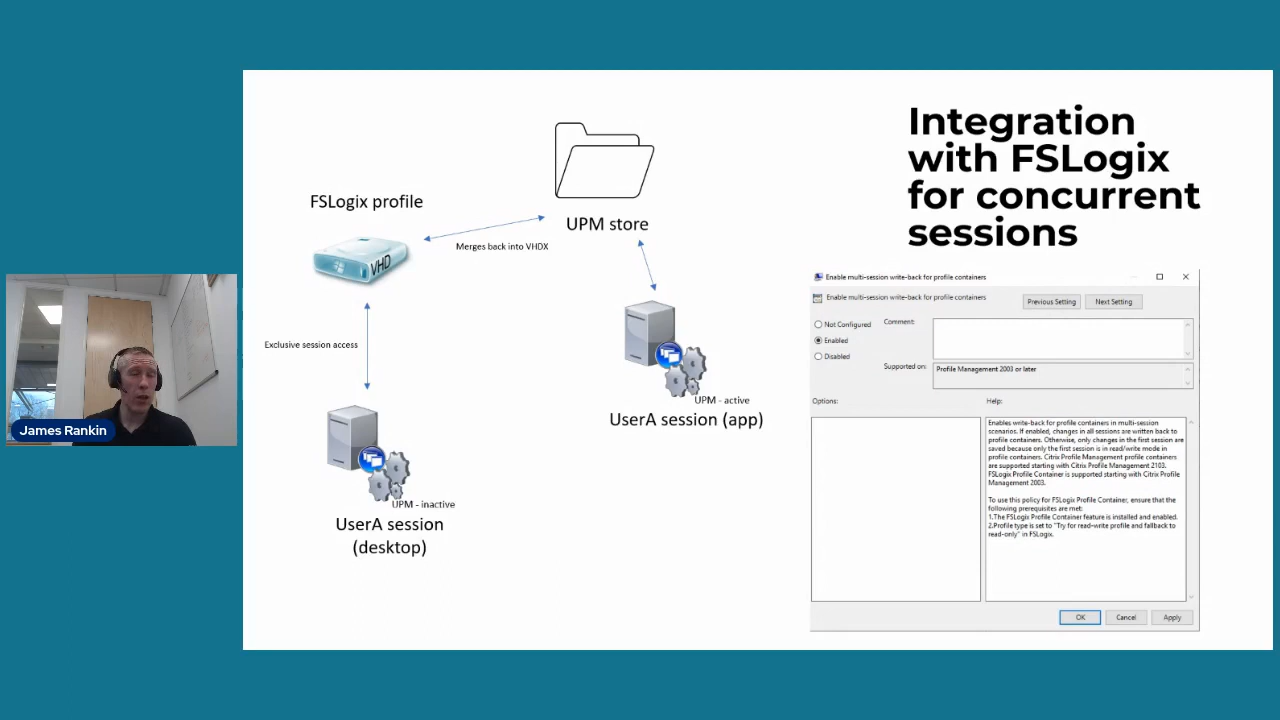 Integration
with FSLogix
for concurrent
sessions
FSLogix profile
VHD
UPM store
Merges back into VHDX
Exclusive session access
UPM - active
UserA session (app)
UPM - inactive
UserA session
(desktop)
James Rankin
Enable multi-session write-back for profile containers
Enable multi-session write-back for profile containers
Previous Setting
Next Setting
Not Configured
Enabled
Disabled
Comment:
Supported on:
Profile Management 2003 or later
Options:
Help:
Enables write-back for profile containers in multi-session
scenarios. If enabled, changes in all sessions are written back to
profile containers. Otherwise, only changes in the first session are
saved because only the first session is in read/write mode in
profile containers. Citrix Profile Management profile containers
are supported starting with Citrix Profile Management 2103.
FSLogix Profile Container is supported starting with Citrix Profile
Management 2003.
To use this policy for FSLogix Profile Container, ensure that the
following prerequisites are met:
1.The FSLogix Profile Container feature is installed and enabled.
2.Profile type is set to "Try for read-write profile and fallback to
read-only" in FSLogix.
OK
Cancel
Apply